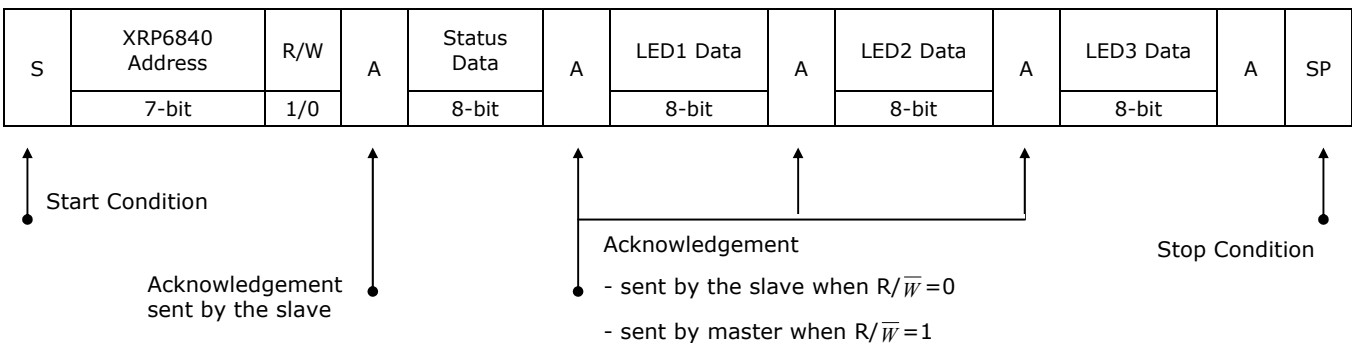 S
XRP6840
Address
R/W
A
Status
Data
A
LED1 Data
A
LED2 Data
A
LED3 Data
A
SP
7-bit
1/0
8-bit
8-bit
8-bit
8-bit
Start Condition
Acknowledgement
sent by the slave
Acknowledgement
- sent by the slave when R/W̅=0
- sent by master when R/W̅=1
Stop Condition